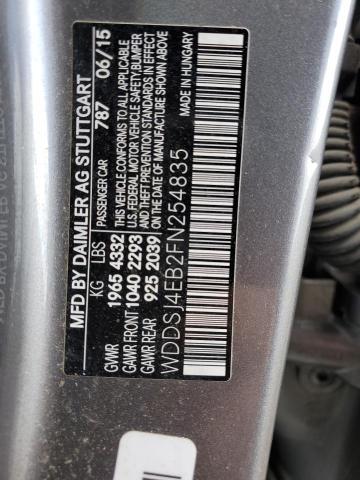 MFD BY DAIMLER AG STUTTGART
PASSENGER CAR 787 06/15
KG LBS
GVWR 1965 4332
GAWR FRONT 1040 2293
GAWR REAR 925 2039
THIS VEHICLE CONFORMS TO ALL APPLICABLE
U.S. FEDERAL MOTOR VEHICLE SAFETY,BUMPER
AND THEFT PREVENTION STANDARDS IN EFFECT
ON THE DATE OF MANUFACTURE SHOWN ABOVE
MADE IN HUNGARY
WDDSJ4EB2FN254835